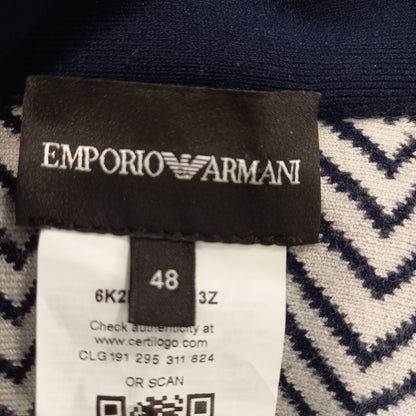 EMPORIO ARMANI
48
6K2 3Z
Check authenticity at
www.certilogo.com
CLG 191 295 311 824
OR SCAN